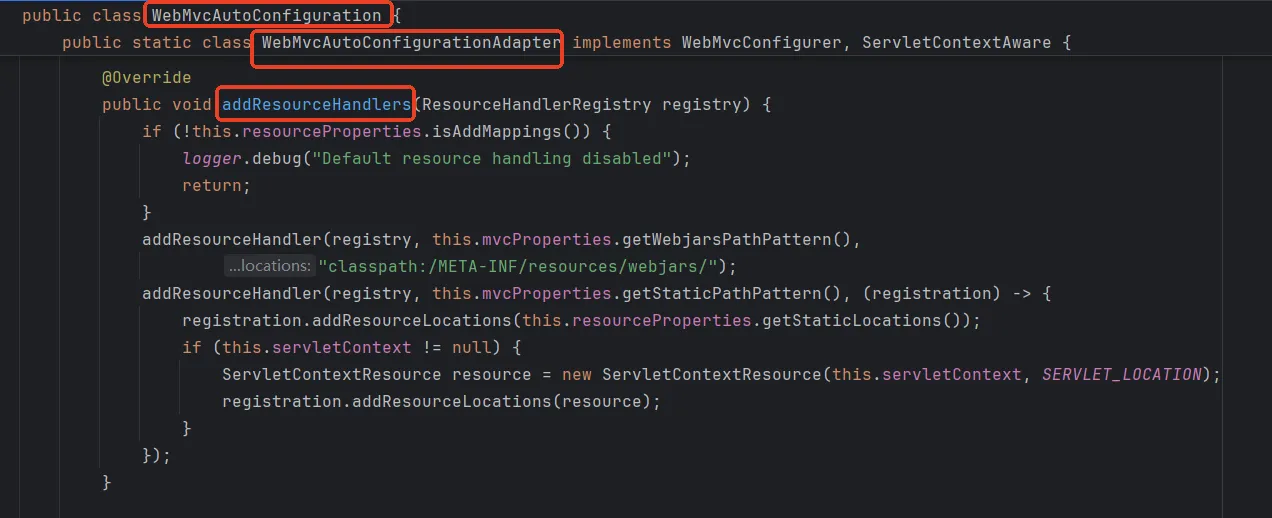 public class WebMvcAutoConfiguration {
public static class WebMvcAutoConfigurationAdapter implements WebMvcConfigurer, ServletContextAware {
@Override
public void addResourceHandlers(ResourceHandlerRegistry registry) {
if (!this.resourceProperties.isAddMappings()) {
logger.debug("Default resource handling disabled");
return;
}
addResourceHandler(registry, this.mvcProperties.getWebjarsPathPattern(),
...locations: "classpath:/META-INF/resources/webjars/");
addResourceHandler(registry, this.mvcProperties.getStaticPathPattern(), (registration) -> {
registration.addResourceLocations(this.resourceProperties.getStaticLocations());
if (this.servletContext != null) {
ServletContextResource resource = new ServletContextResource(this.servletContext, SERVLET_LOCATION);
registration.addResourceLocations(resource);
}
});
}